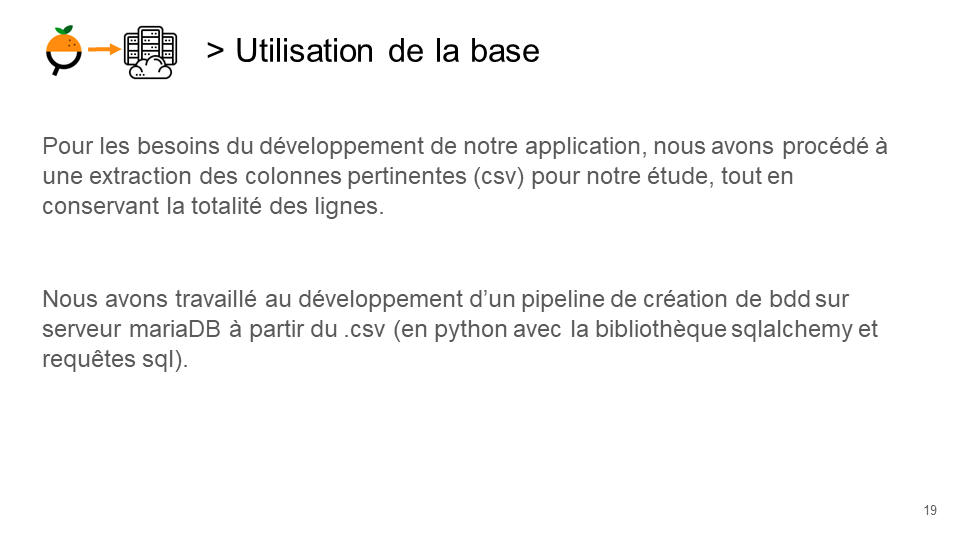 > Utilisation de la base
Pour les besoins du développement de notre application, nous avons procédé à
une extraction des colonnes pertinentes (csv) pour notre étude, tout en
conservant la totalité des lignes.
Nous avons travaillé au développement d’un pipeline de création de bdd sur
serveur mariaDB à partir du .csv (en python avec la bibliothèque sqlalchemy et
requêtes sql).
19